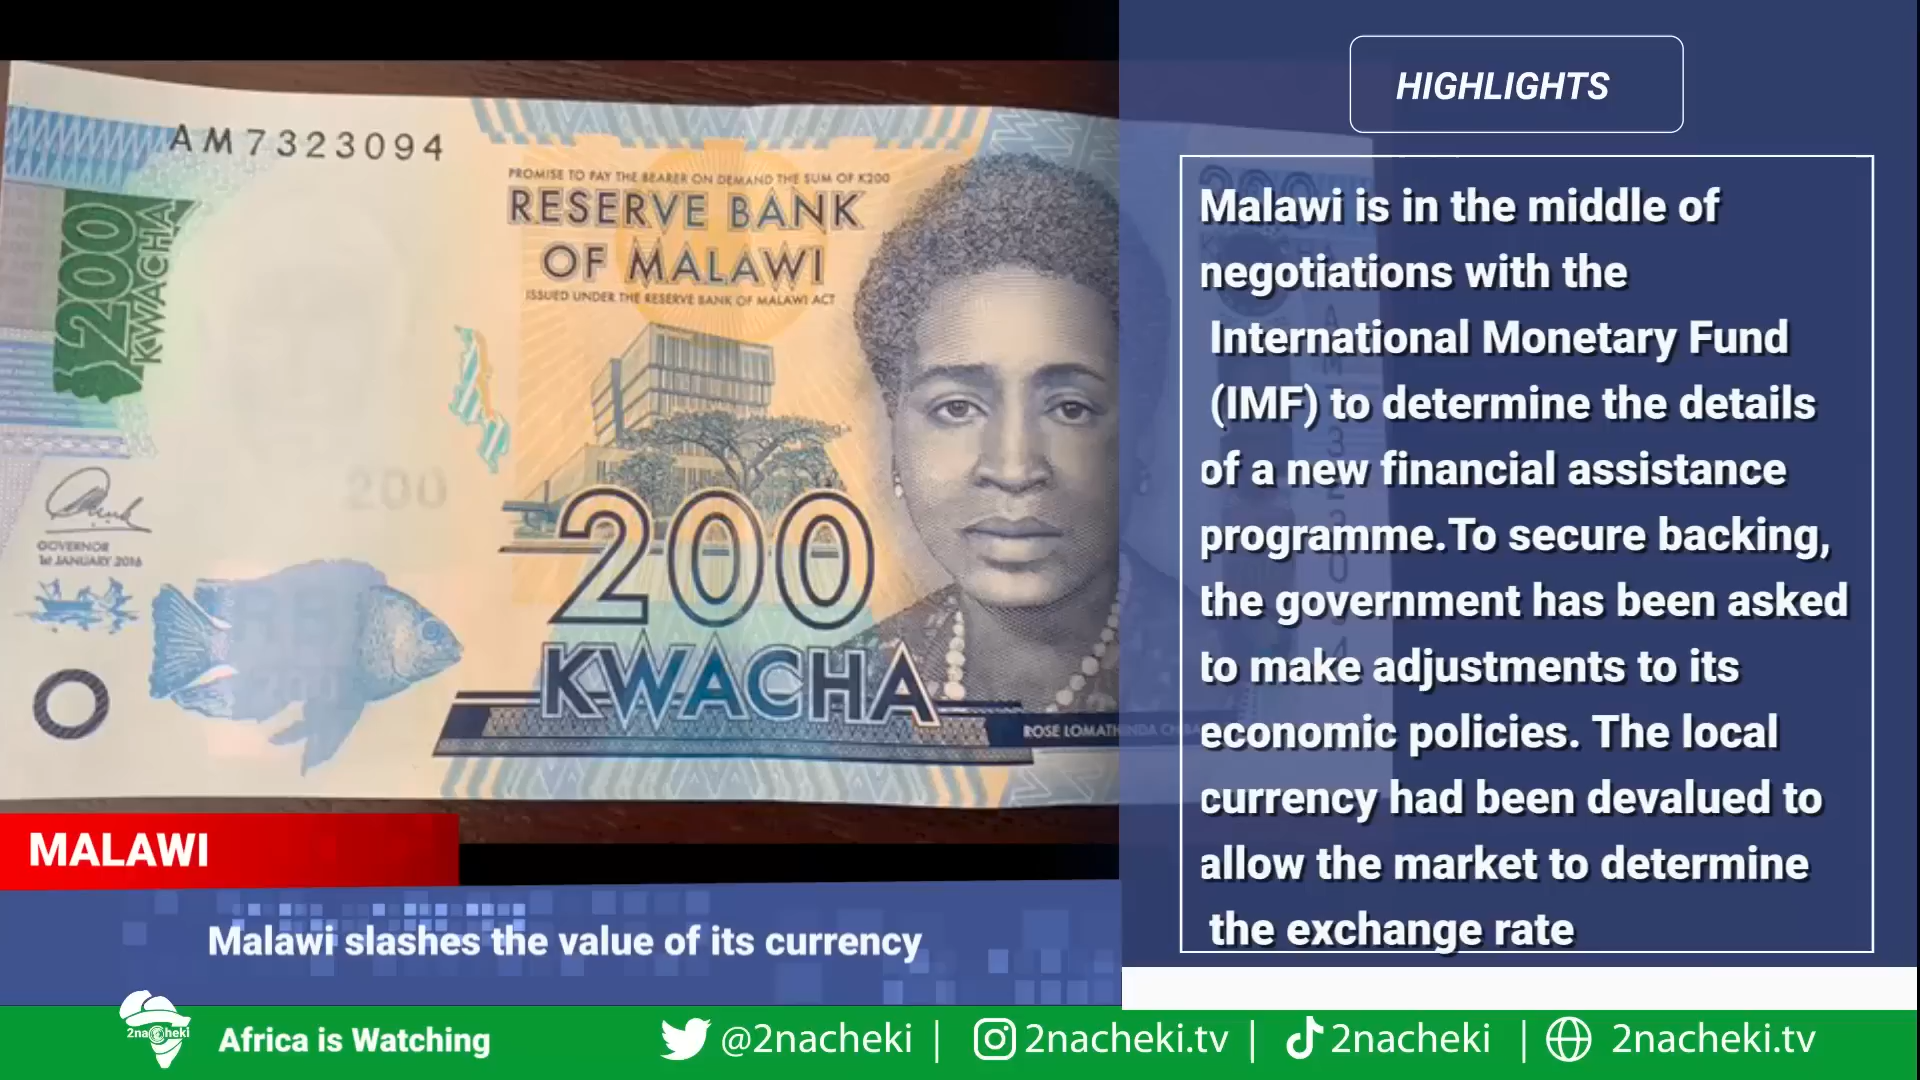 AM7323094
PROMISE TO PAY THE BEARER ON DEMAND THE SUM OF K200
RESERVE BANK
OF MALAWI
ISSUED UNDER THE RESERVE BANK OF MALAWI ACT
200
KWACHA
200
GOVERNOR
1st JANUARY 2016
200
KWACHA
ROSE LOMATHINDA
MALAWI
Malawi slashes the value of its currency
HIGHLIGHTS
Malawi is in the middle of
negotiations with the
International Monetary Fund
(IMF) to determine the details
of a new financial assistance
programme.To secure backing,
the government has been asked
to make adjustments to its
economic policies. The local
currency had been devalued to
allow the market to determine
the exchange rate
2nacheki
Africa is Watching
@2nacheki | 2nacheki.tv | 2nacheki | 2nacheki.tv